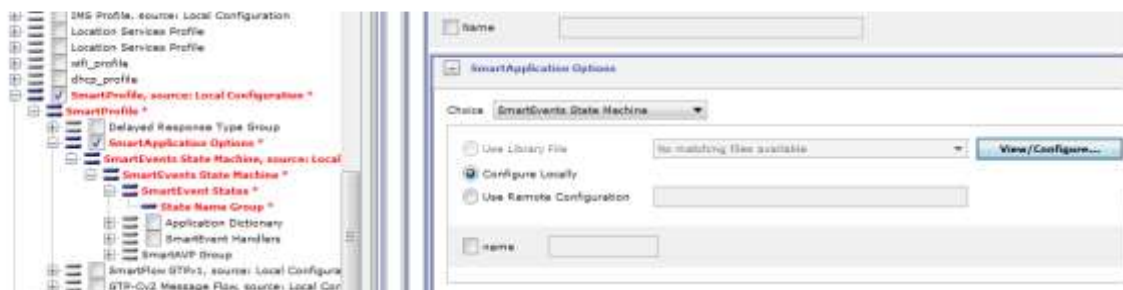 IMS Profile, source: Local Configuration
Location Services Profile
Location Services Profile
wifi_profile
dhcp_profile
SmartProfile, source: Local Configuration *
SmartProfile *
Delayed Response Type Group
SmartApplication Options *
SmartEvents State Machine, source: Local
SmartEvents State Machine *
SmartEvent States *
State Name Group *
Application Dictionary
SmartEvent Handlers
SmartAVP Group
SmartFlow GTPv1, source: Local Configura
GTP-Cv2 Message Flow, source: Local Con
Name
SmartApplication Options
Choice SmartEvents State Machine
Use Library File No matching files available View/Configure...
Configure Locally
Use Remote Configuration
name